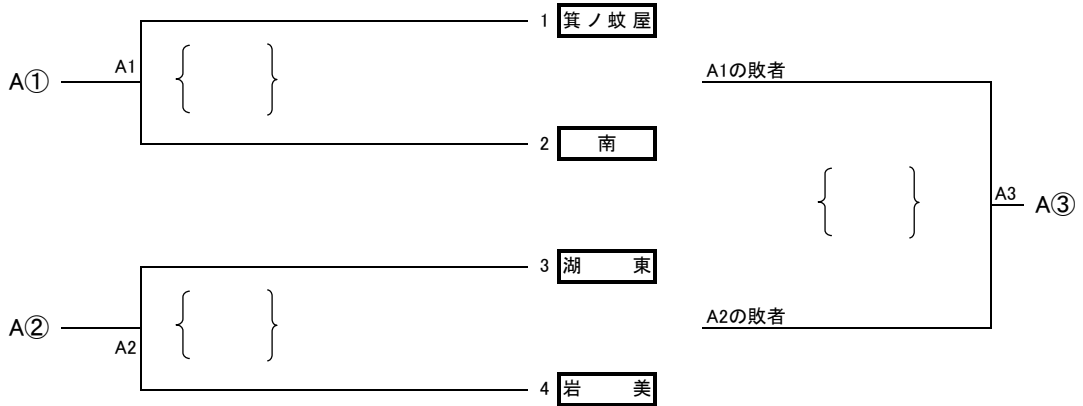 1 箕ノ蚊屋
A1
A1の敗者
A①
2 南
A3
A③
3 湖 東
A2の敗者
A②
A2
4 岩 美